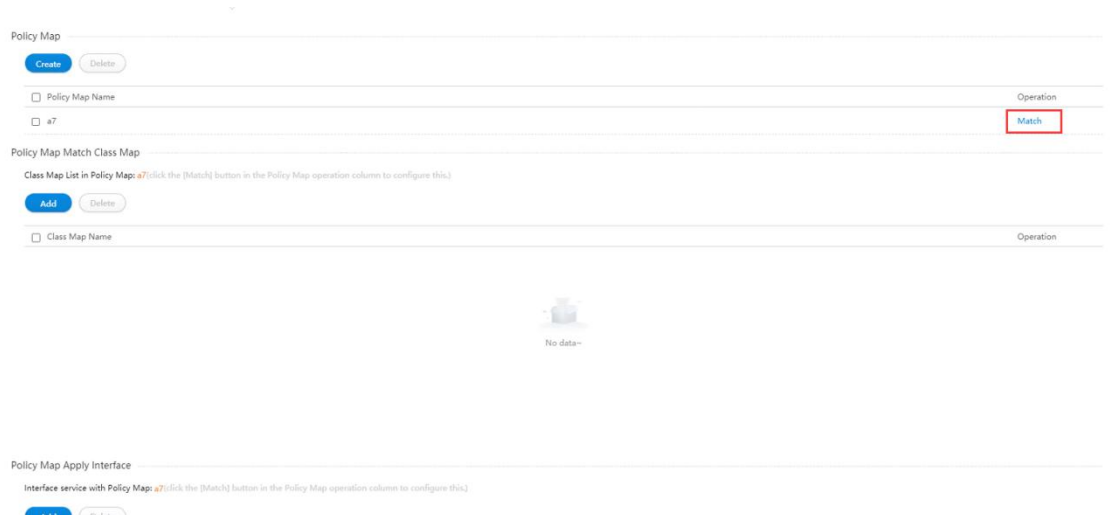 Policy Map
Create Delete
Policy Map Name Operation
a7 Match
Policy Map Match Class Map
Class Map List in Policy Map: a7(click the [Match] button in the Policy Map operation column to configure this.)
Add Delete
Class Map Name Operation
No data~
Policy Map Apply Interface
Interface service with Policy Map: a7(click the [Match] button in the Policy Map operation column to configure this)
Add Delete